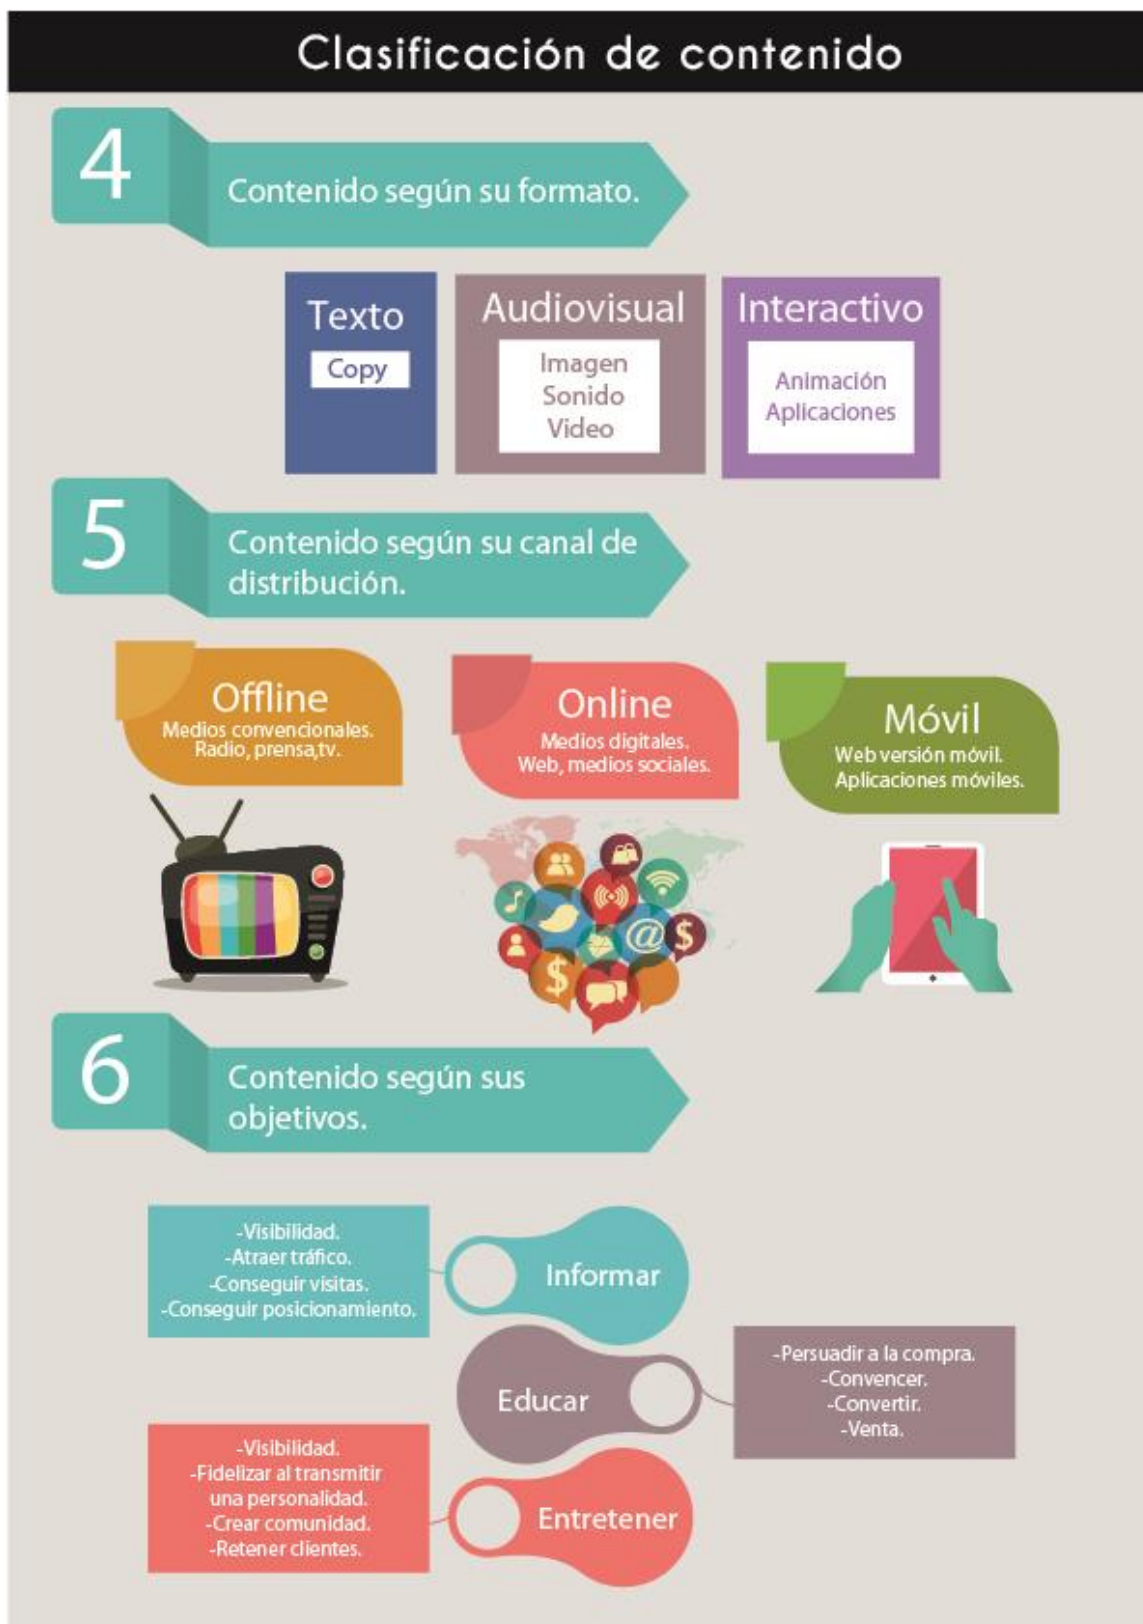 Clasificación de contenido
4
Contenido según su formato.
Texto
Copy
Audiovisual
Imagen
Sonido
Video
Interactivo
Animación
Aplicaciones
5
Contenido según su canal de
distribución.
Offline
Medios convencionales.
Radio, prensa,tv.
Online
Medios digitales.
Web, medios sociales.
Móvil
Web versión móvil.
Aplicaciones móviles.
@
$
$
6
Contenido según sus
objetivos.
-Visibilidad.
-Atraer tráfico.
-Conseguir visitas.
-Conseguir posicionamiento.
Informar
Educar
-Persuadir a la compra.
-Convencer.
-Convertir.
-Venta.
-Visibilidad.
-Fidelizar al transmitir
una personalidad.
-Crear comunidad.
-Retener clientes.
Entretener